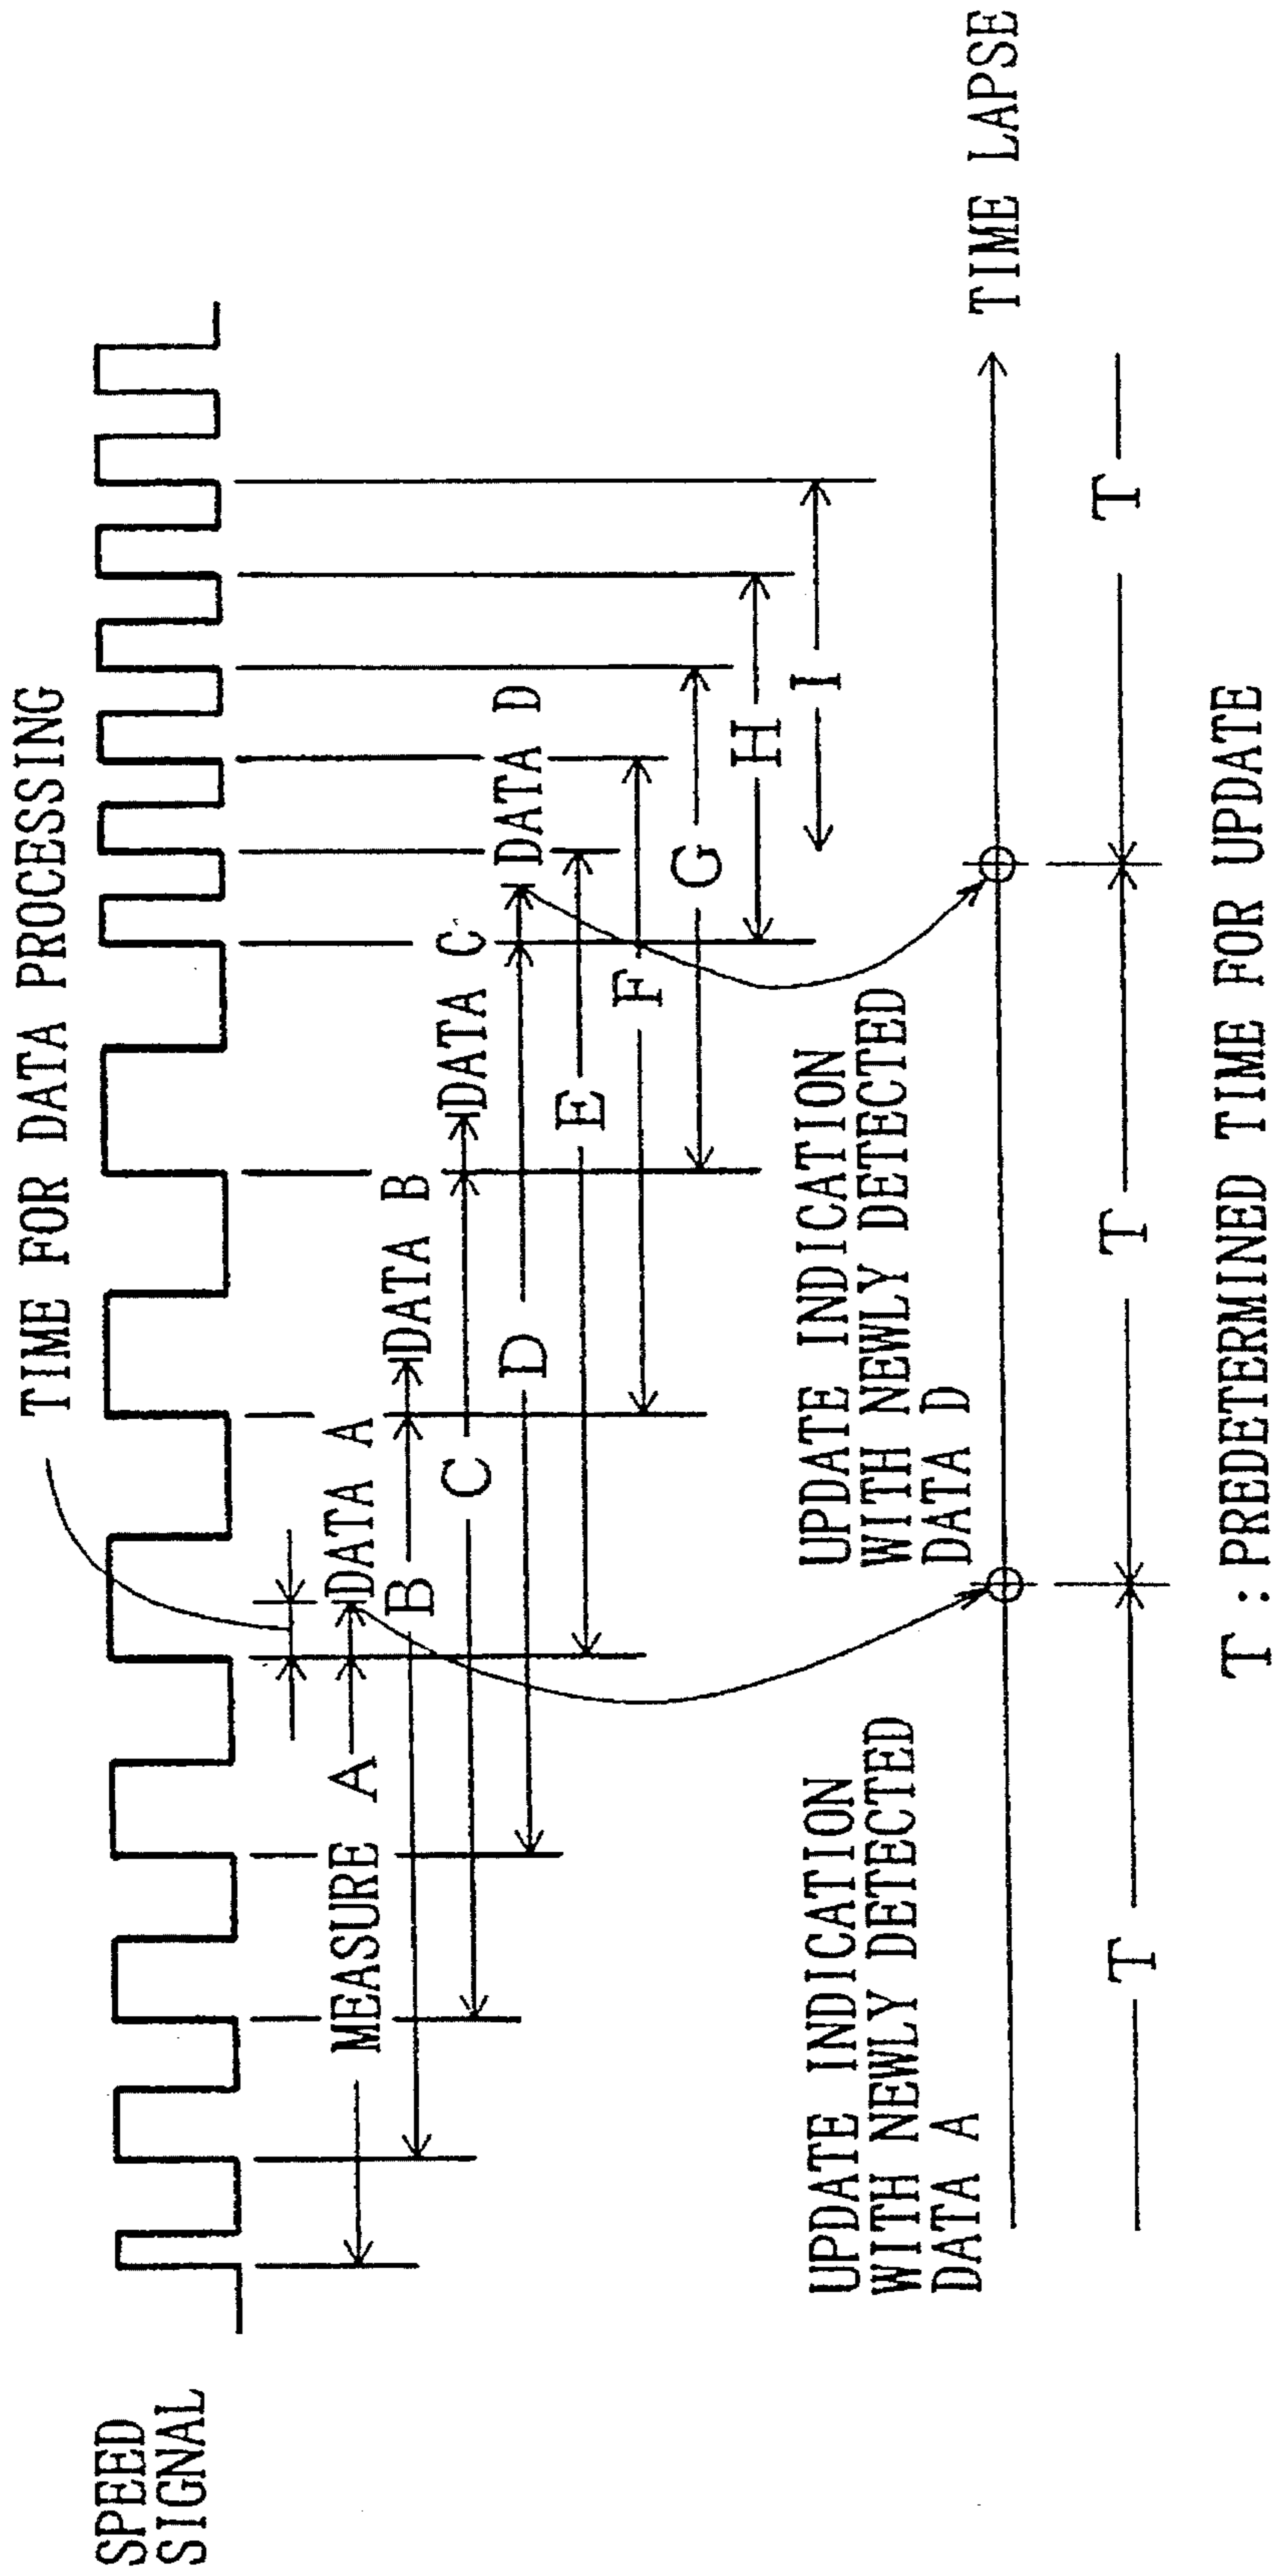 TIME FOR DATA PROCESSING
SPEED
SIGNAL
MEASURE A
DATA A
B
DATA B
C
DATA C
D
DATA D
E
F
G
H
I
UPDATE INDICATION
WITH NEWLY DETECTED
DATA A
UPDATE INDICATION
WITH NEWLY DETECTED
DATA D
TIME LAPSE
T
T
T
T : PREDETERMINED TIME FOR UPDATE